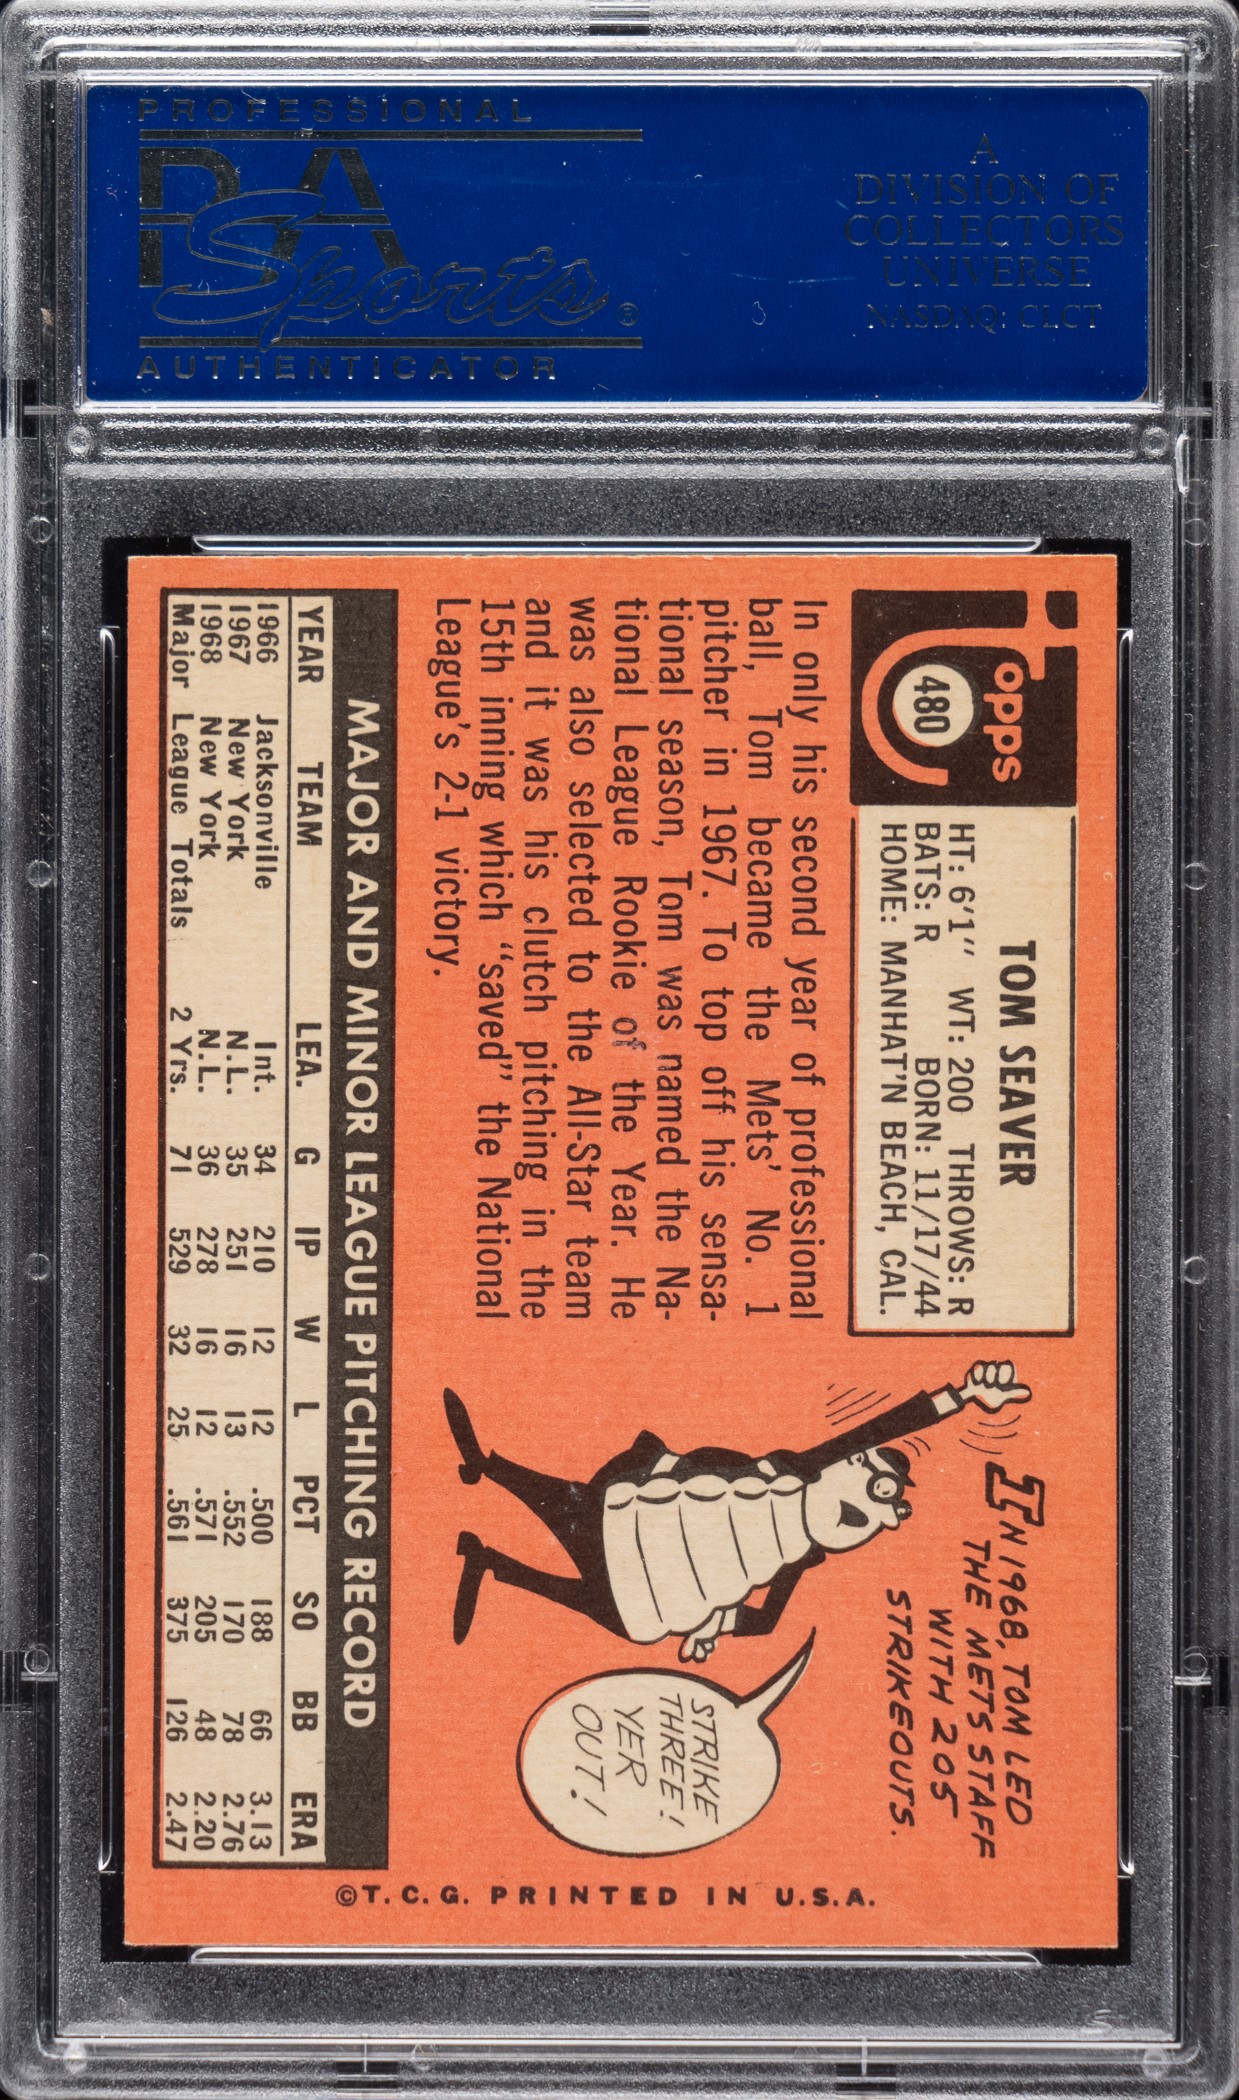 PROFESSIONAL
PSA
Sports®
AUTHENTICATOR
A
DIVISION OF
COLLECTORS
UNIVERSE
NASDAQ: CLCT
Topps
480
TOM SEAVER
HT: 6'1" WT: 200 THROWS: R
BATS: R BORN: 11/17/44
HOME: MANHAT'N BEACH, CAL.
In only his second year of professional
ball, Tom became the Mets' No. 1
pitcher in 1967. To top off his sensa-
tional season, Tom was named the Na-
tional League Rookie of the Year. He
was also selected to the All-Star team
and it was his clutch pitching in the
15th inning which "saved" the National
League's 2-1 victory.
IN 1968, TOM LED
THE METS STAFF
WITH 205
STRIKEOUTS.
STRIKE
THREE!
YER
OUT!
MAJOR AND MINOR LEAGUE PITCHING RECORD
YEAR TEAM LEA. G IP W L PCT SO BB ERA
1966 Jacksonville Int. 34 210 12 12 .500 188 66 3.13
1967 New York N.L. 35 251 16 13 .552 170 78 2.76
1968 New York N.L. 36 278 16 12 .571 205 48 2.20
Major League Totals 2 Yrs. 71 529 32 25 .561 375 126 2.47
©T.C.G. PRINTED IN U.S.A.